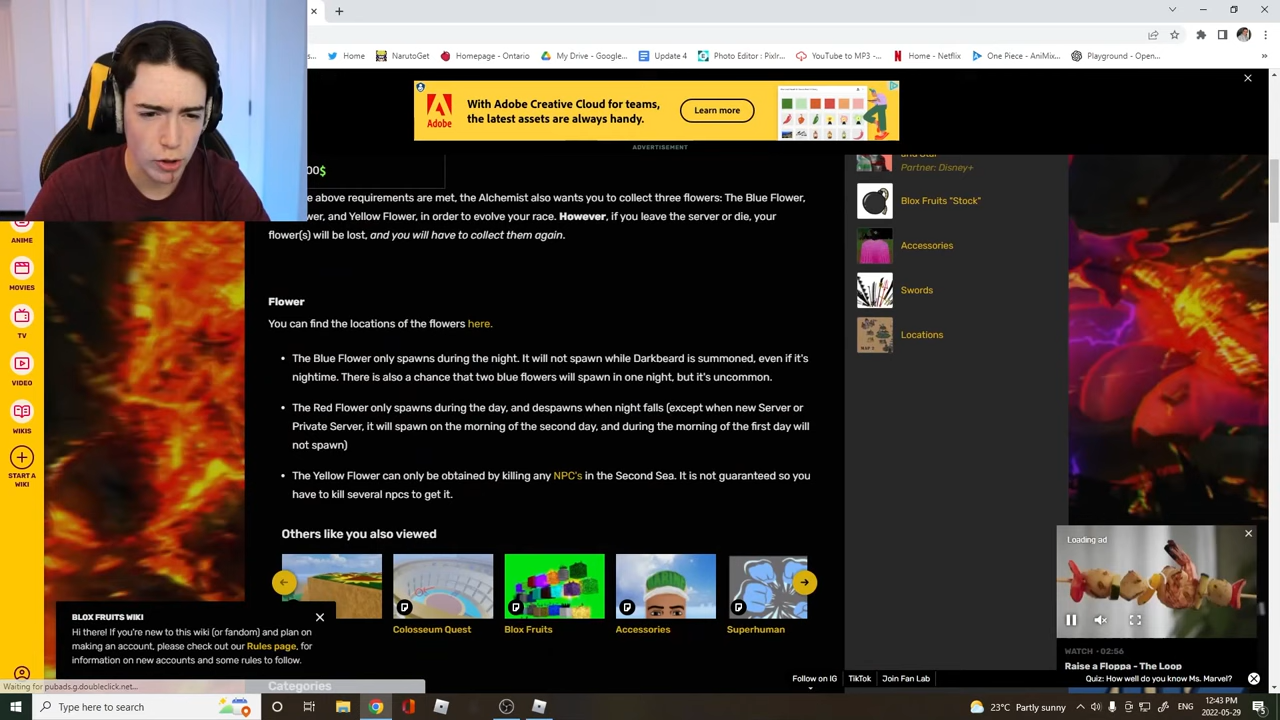 Home
NarutoGet
Homepage - Ontario
My Drive - Google...
Update 4
Photo Editor : Pixlr...
YouTube to MP3 -...
Home - Netflix
One Piece - AniMix...
Playground - Open...
With Adobe Creative Cloud for teams,
the latest assets are always handy.
Learn more
Adobe
ADVERTISEMENT
00$
e above requirements are met, the Alchemist also wants you to collect three flowers: The Blue Flower,
wer, and Yellow Flower, in order to evolve your race. However, if you leave the server or die, your
flower(s) will be lost, and you will have to collect them again.
Flower
You can find the locations of the flowers here.
• The Blue Flower only spawns during the night. It will not spawn while Darkbeard is summoned, even if it's
nightime. There is also a chance that two blue flowers will spawn in one night, but it's uncommon.
• The Red Flower only spawns during the day, and despawns when night falls (except when new Server or
Private Server, it will spawn on the morning of the second day, and during the morning of the first day will
not spawn)
• The Yellow Flower can only be obtained by killing any NPC's in the Second Sea. It is not guaranteed so you
have to kill several npcs to get it.
Others like you also viewed
Colosseum Quest
Blox Fruits
Accessories
Superhuman
Categories
Partner: Disney+
Blox Fruits "Stock"
Accessories
Swords
Locations
ANIME
MOVIES
TV
VIDEO
WIKIS
START A
WIKI
BLOX FRUITS WIKI
Hi there! If you're new to this wiki (or fandom) and plan on
making an account, please check out our Rules page, for
information on new accounts and some rules to follow.
Waiting for pubads.g.doubleclick.net...
Loading ad
WATCH • 02:56
Raise a Floppa - The Loop
Follow on IG
TikTok
Join Fan Lab
Quiz: How well do you know Ms. Marvel?
Type here to search
23°C Partly sunny
ENG
12:43 PM
2022-05-29